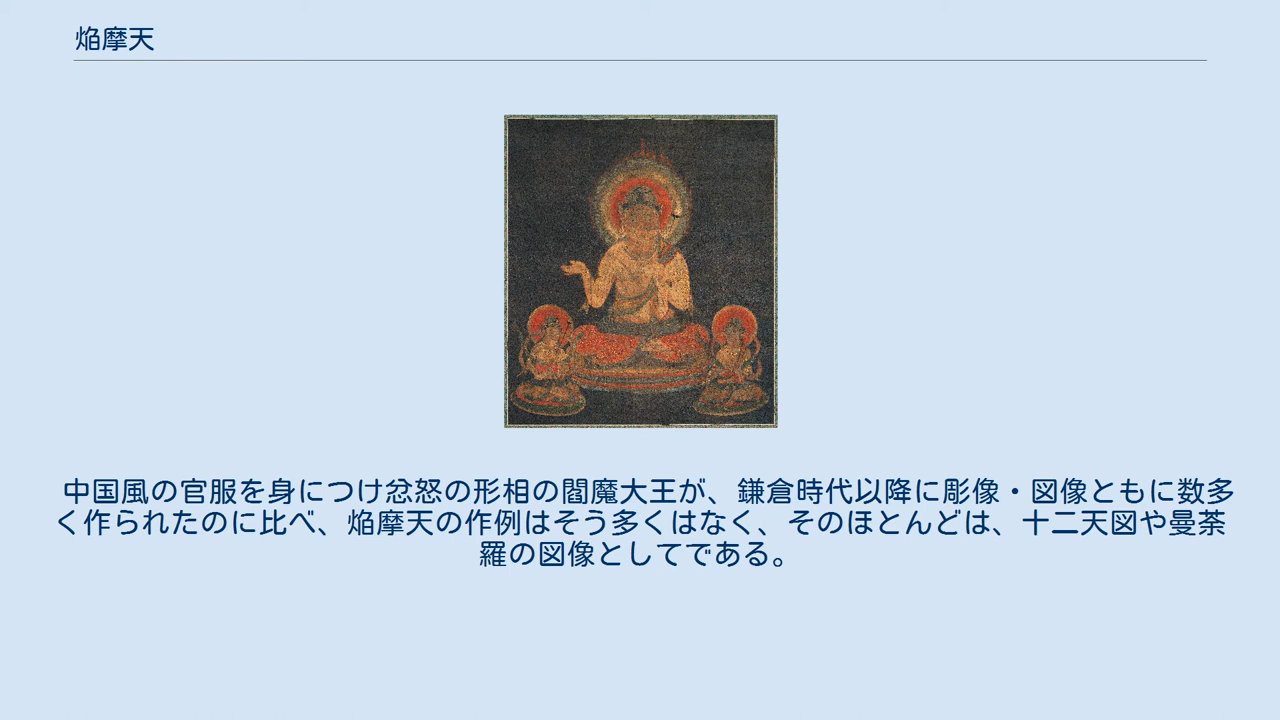 焔摩天
中国風の官服を身につけ忿怒の形相の閻魔大王が、鎌倉時代以降に彫像・図像ともに数多
く作られたのに比べ、焔摩天の作例はそう多くはなく、そのほとんどは、十二天図や曼荼
羅の図像としてである。